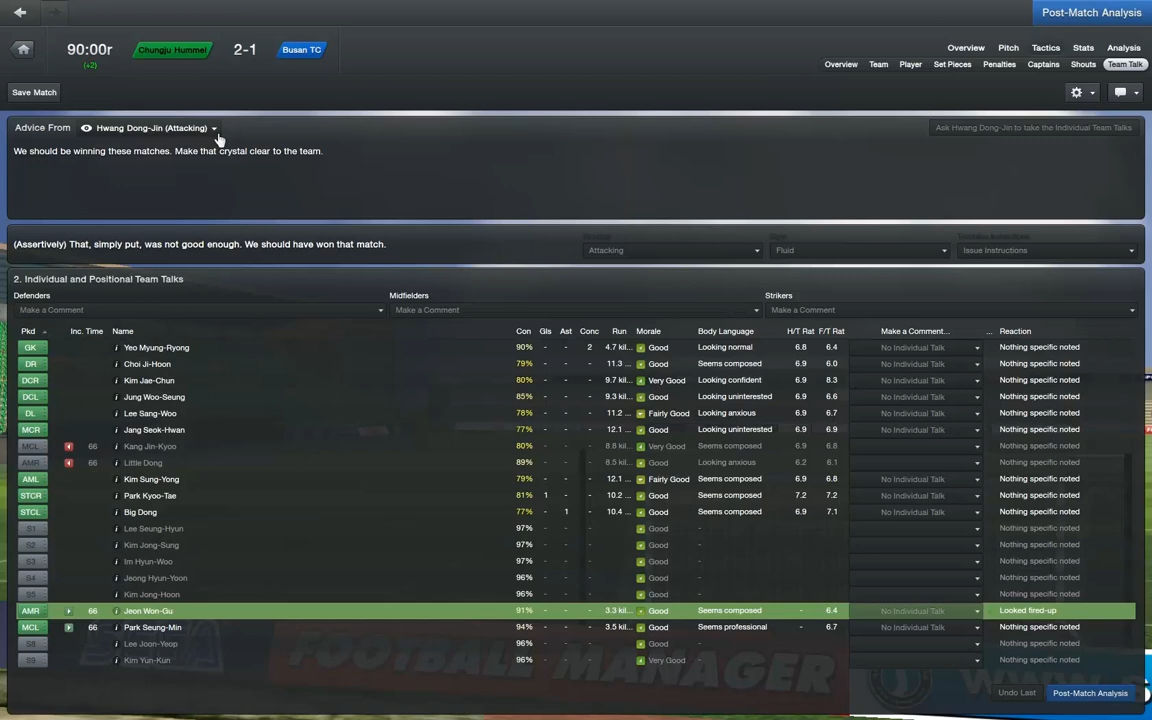 Post-Match Analysis
90:00r
(+2)
Chungju Hummel
2-1
Busan TC
Overview Pitch Tactics Stats Analysis
Overview Team Player Set Pieces Penalties Captains Shouts Team Talk
Save Match
Advice From Hwang Dong-Jin (Attacking)
Ask Hwang Dong-Jin to take the Individual Team Talks
We should be winning these matches. Make that crystal clear to the team.
(Assertively) That, simply put, was not good enough. We should have won that match.
Attacking Fluid Issue Instructions
2. Individual and Positional Team Talks
Defenders Midfielders Strikers
Make a Comment Make a Comment Make a Comment
Pkd Inc. Time Name Con Gls Ast Conc Run Morale Body Language H/T Rat F/T Rat Make a Comment... ... Reaction
GK i Yeo Myung-Ryong 90% - - 2 4.7 kil... Good Looking normal 6.8 6.4 No Individual Talk Nothing specific noted
DR i Choi Ji-Hoon 79% - - 11.3 ... Good Seems composed 6.9 6.0 No Individual Talk Nothing specific noted
DCR i Kim Jae-Chun 80% - - 9.7 kil... Very Good Looking confident 6.9 8.3 No Individual Talk Nothing specific noted
DCL i Jung Woo-Seung 85% - - 9.3 kil... Good Looking uninterested 6.9 6.6 No Individual Talk Nothing specific noted
DL i Lee Sang-Woo 78% - - 11.2 ... Fairly Good Looking anxious 6.9 6.7 No Individual Talk Nothing specific noted
MCR i Jang Seok-Hwan 77% - - 12.1 ... Good Looking uninterested 6.9 6.9 No Individual Talk Nothing specific noted
MCL 66 i Kang Jin-Kyoo 80% - - 8.8 kil... Very Good Seems composed 6.9 6.8 Nothing specific noted
AMR 66 i Little Dong 89% - - 8.5 kil... Good Looking anxious 6.2 6.1 Nothing specific noted
AML i Kim Sung-Yong 79% - - 12.1 ... Fairly Good Seems composed 6.9 6.8 No Individual Talk Nothing specific noted
STCR i Park Kyoo-Tae 81% 1 - 10.2 ... Good Seems composed 7.2 7.2 No Individual Talk Nothing specific noted
STCL i Big Dong 77% - 1 10.4 ... Good Seems composed 6.9 7.1 No Individual Talk Nothing specific noted
S1 i Lee Seung-Hyun 97% - - - Good - Nothing specific noted
S2 i Kim Jong-Sung 97% - - - Good - Nothing specific noted
S3 i Im Hyun-Woo 97% - - - Good - Nothing specific noted
S4 i Jeong Hyun-Yoon 96% - - - Good - Nothing specific noted
S5 i Kim Jong-Hoon 96% - - - Good - Nothing specific noted
AMR 66 i Jeon Won-Gu 91% - - 3.3 kil... Good Seems composed - 6.4 No Individual Talk Looked fired-up
MCL 66 i Park Seung-Min 94% - - 3.5 kil... Good Seems professional - 6.7 No Individual Talk Nothing specific noted
S8 i Lee Joon-Yeop 96% - - - Good - Nothing specific noted
S9 i Kim Yun-Kun 96% - - - Very Good - Nothing specific noted
SEGA FOOTBALL MANAGER
Undo Last Post-Match Analysis